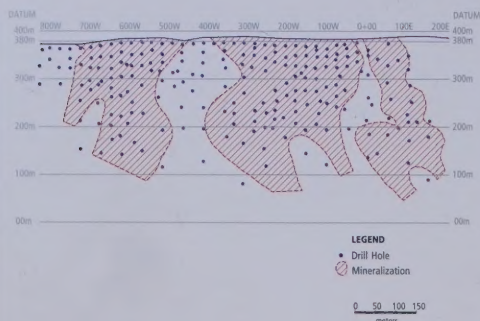 DATUM DATUM
800W 700W 600W 500W 400W 300W 200W 100W 0+00 100E 200E
400m 400m
380m 380m
300m 300m
200m 200m
100m 100m
00m 00m
LEGEND
Drill Hole
Mineralization
0 50 100 150
meters